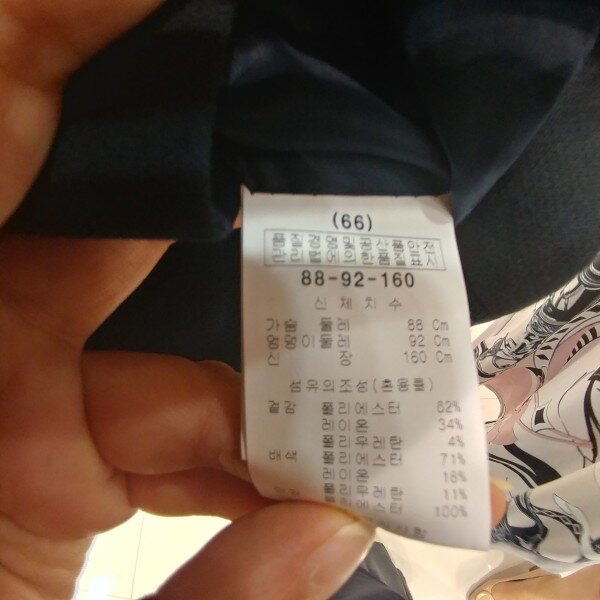 (66)
품질경영및공산품안전
관리법에의한품질표시
88-92-160
신체치수
가슴 둘레 88 Cm
엉덩이둘레 92 Cm
신 장 160 Cm
섬유의조성(혼용률)
겉감 폴리에스터 62%
레이온 34%
폴리우레탄 4%
배색 폴리에스터 71%
레이온 18%
폴리우레탄 11%
폴리에스터 100%